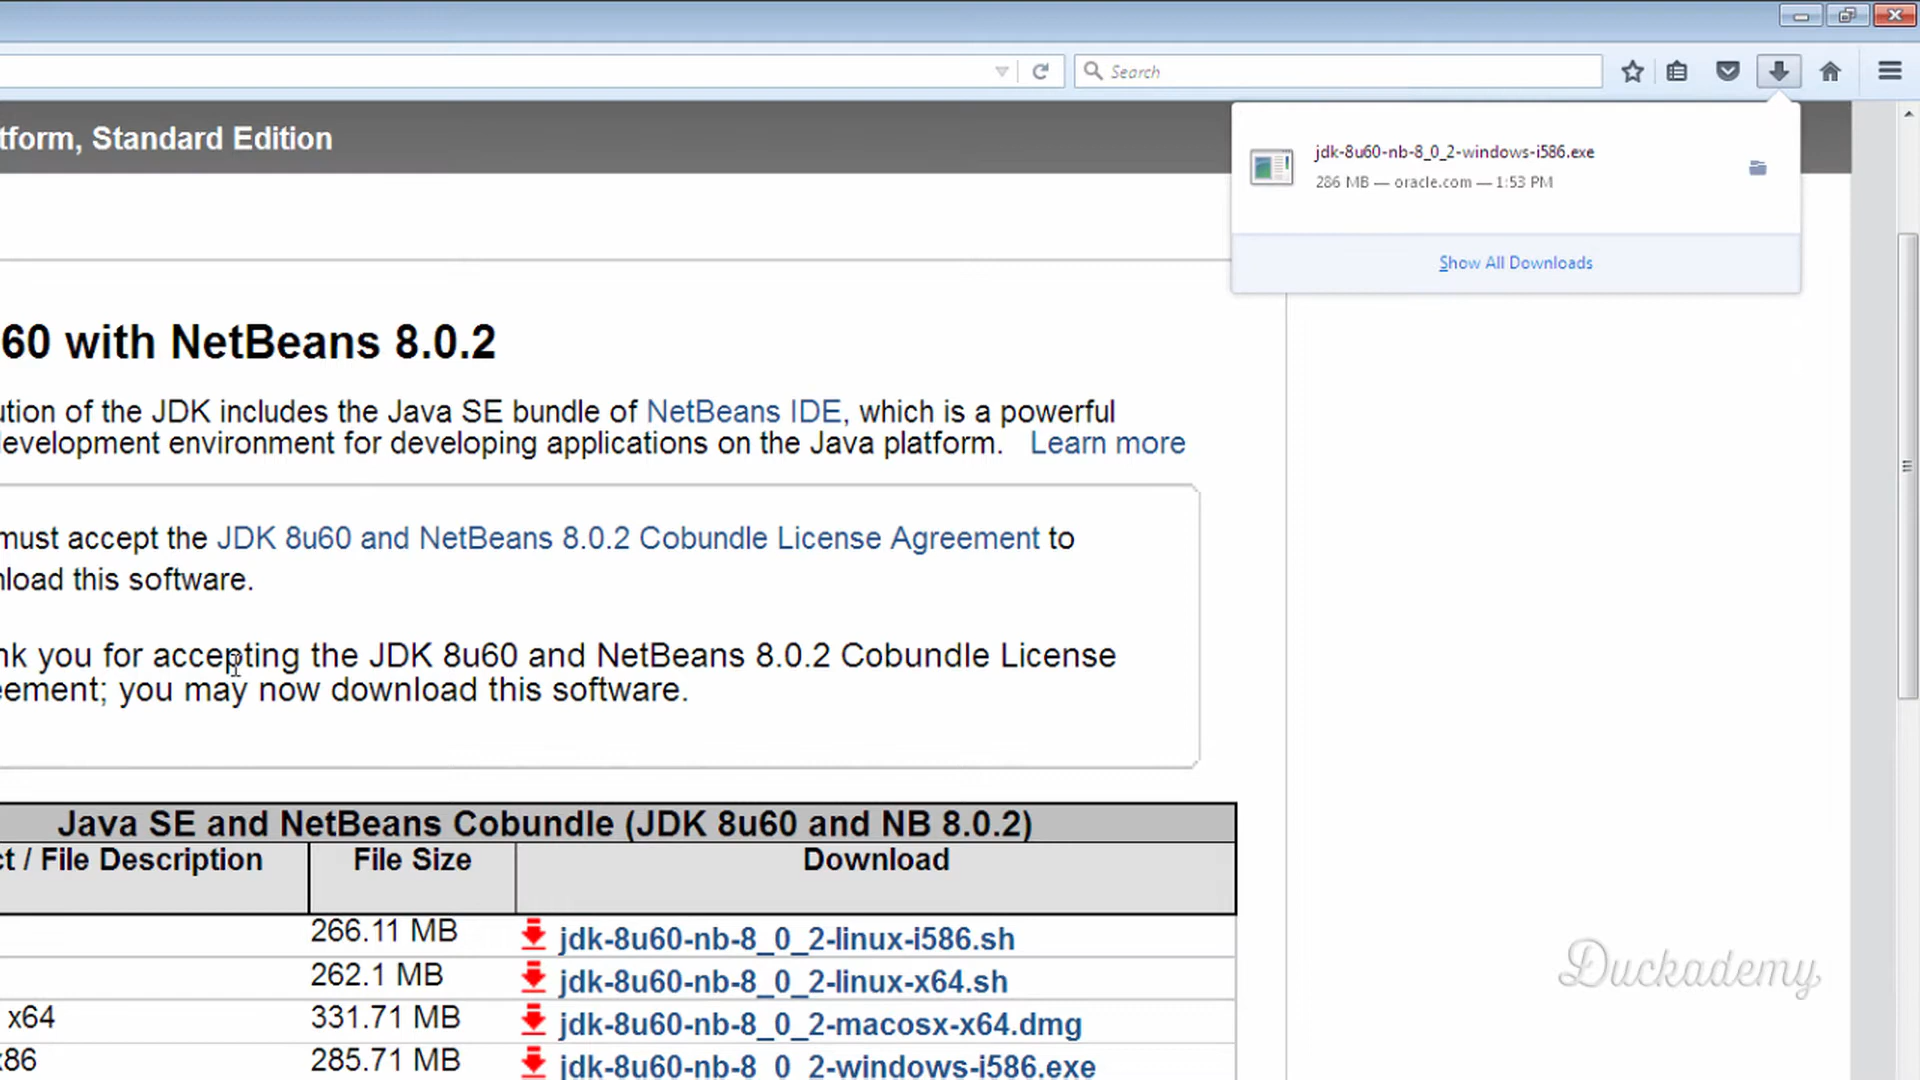 Search
tform, Standard Edition
jdk-8u60-nb-8_0_2-windows-i586.exe
286 MB — oracle.com — 1:53 PM
Show All Downloads
60 with NetBeans 8.0.2
ution of the JDK includes the Java SE bundle of NetBeans IDE, which is a powerful
development environment for developing applications on the Java platform. Learn more
must accept the JDK 8u60 and NetBeans 8.0.2 Cobundle License Agreement to
nload this software.
nk you for accepting the JDK 8u60 and NetBeans 8.0.2 Cobundle License
eement; you may now download this software.
Java SE and NetBeans Cobundle (JDK 8u60 and NB 8.0.2)
ct / File Description File Size Download
266.11 MB jdk-8u60-nb-8_0_2-linux-i586.sh
262.1 MB jdk-8u60-nb-8_0_2-linux-x64.sh
x64 331.71 MB jdk-8u60-nb-8_0_2-macosx-x64.dmg
x86 285.71 MB jdk-8u60-nb-8_0_2-windows-i586.exe
Duckademy